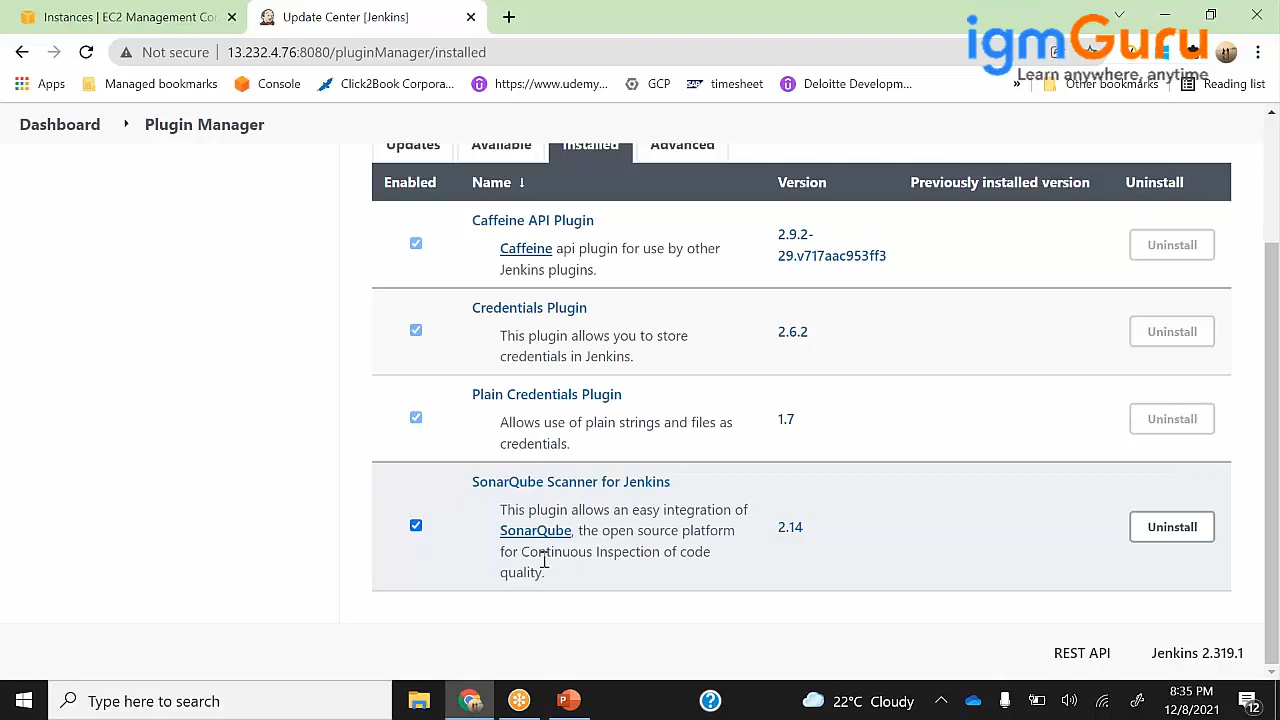 Instances | EC2 Management Co
Update Center [Jenkins]
Not secure
13.232.4.76:8080/pluginManager/installed
igmGuru
Learn anywhere, anytime
Apps
Managed bookmarks
Console
Click2Book Corpora...
https://www.udemy...
GCP
timesheet
Deloitte Developm...
»
Other bookmarks
Reading list
Dashboard
Plugin Manager
Updates
Available
Installed
Advanced
Enabled
Name ↓
Version
Previously installed version
Uninstall
Caffeine API Plugin
Caffeine api plugin for use by other
Jenkins plugins.
2.9.2-
29.v717aac953ff3
Uninstall
Credentials Plugin
This plugin allows you to store
credentials in Jenkins.
2.6.2
Uninstall
Plain Credentials Plugin
Allows use of plain strings and files as
credentials.
1.7
Uninstall
SonarQube Scanner for Jenkins
This plugin allows an easy integration of
SonarQube, the open source platform
for Continuous Inspection of code
quality.
2.14
Uninstall
REST API
Jenkins 2.319.1
Type here to search
22°C Cloudy
8:35 PM
12/8/2021
12